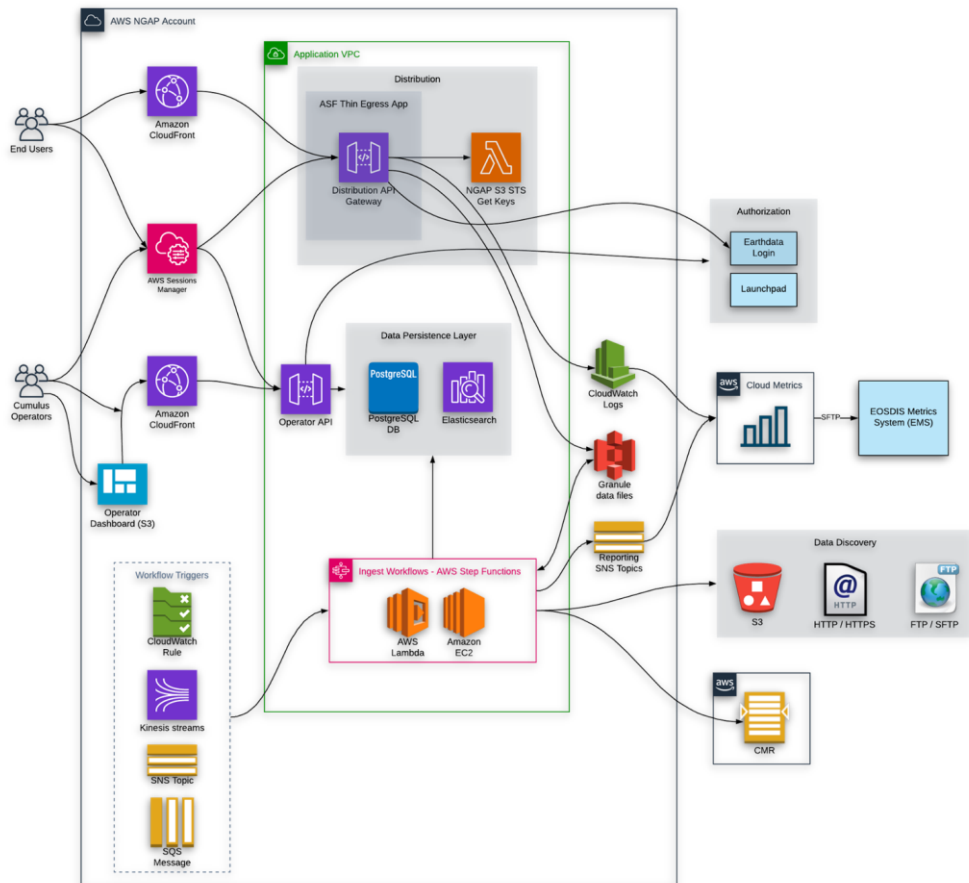 AWS NGAP Account
Application VPC
Distribution
ASF Thin Egress App
End Users
Amazon
CloudFront
Distribution API
Gateway
NGAP S3 STS
Get Keys
Authorization
Earthdata
Login
Launchpad
AWS Sessions
Manager
Data Persistence Layer
PostgreSQL
PostgreSQL
DB
Elasticsearch
Cumulus
Operators
Amazon
CloudFront
Operator API
CloudWatch
Logs
aws
Cloud Metrics
SFTP
EOSDIS Metrics
System (EMS)
Operator
Dashboard (S3)
Granule
data files
Reporting
SNS Topics
Workflow Triggers
CloudWatch
Rule
Kinesis streams
SNS Topic
SQS
Message
Ingest Workflows - AWS Step Functions
AWS
Lambda
Amazon
EC2
Data Discovery
S3
@
HTTP
HTTP / HTTPS
FTP
FTP / SFTP
aws
CMR